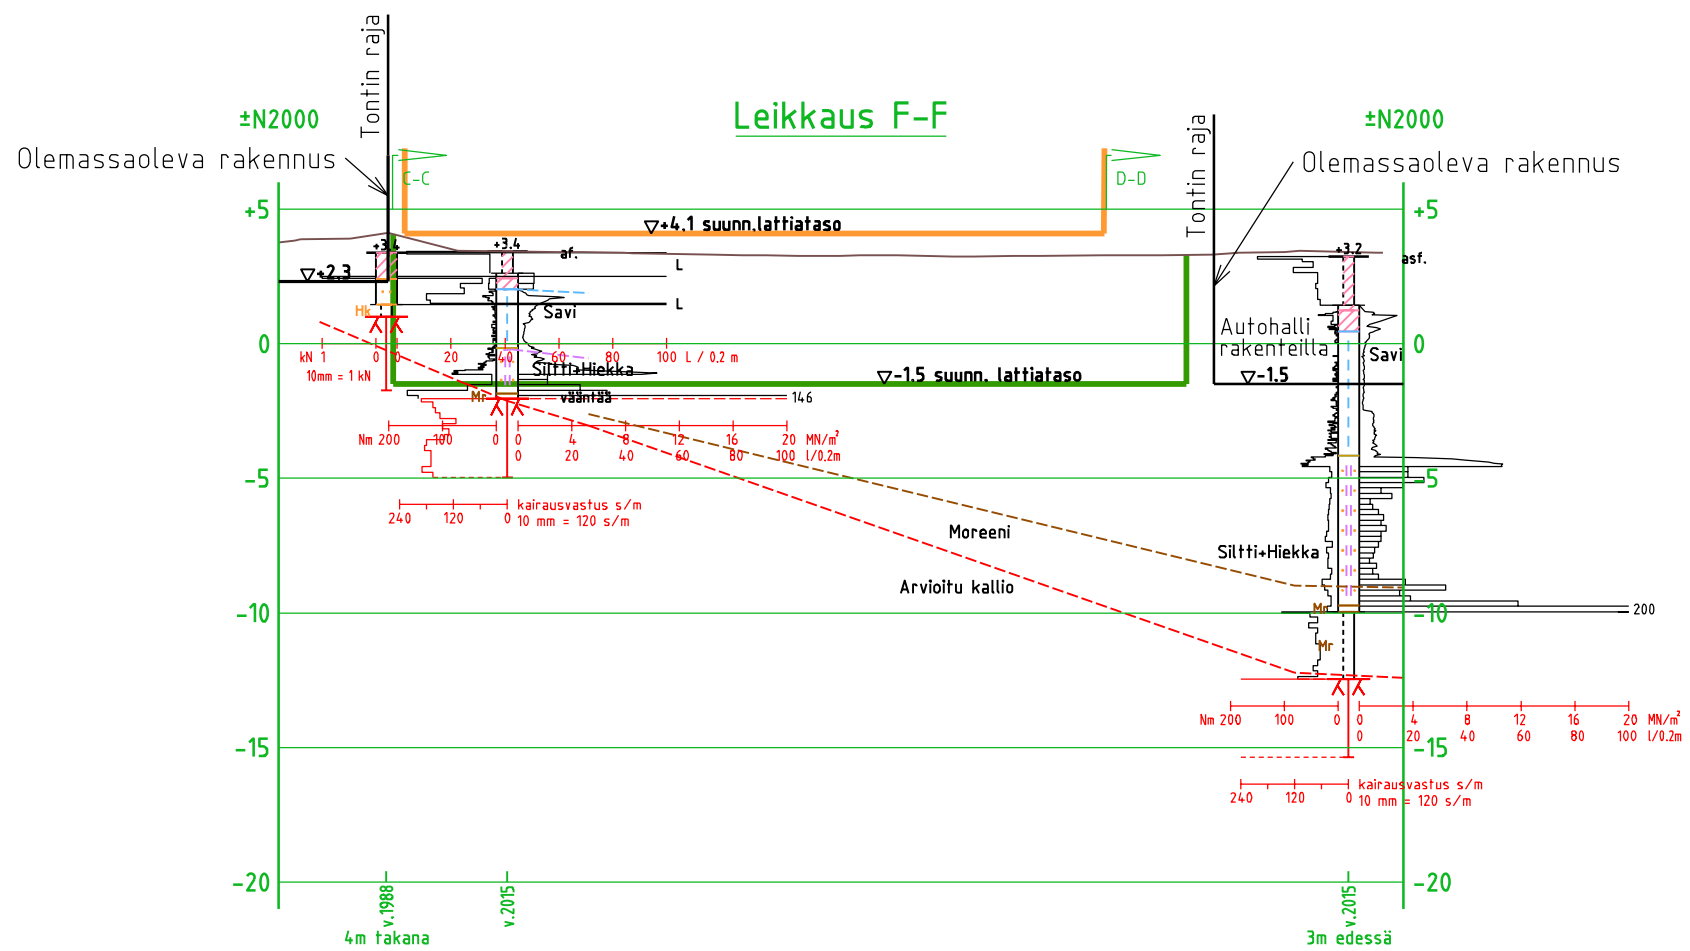 Leikkaus F-F
±N2000
±N2000
Tontin raja
Tontin raja
Olemassaoleva rakennus
Olemassaoleva rakennus
C-C
D-D
+5
+5
+4.1 suunn.lattiataso
+3.4
+3.2
af.
asf.
L
+2.3
L
Hk
Savi
Autohalli
rakenteilla
Savi
0
0
kN 1 0 0 20 40 60 80 100 L / 0.2 m
10mm = 1 kN
Siltti+Hiekka
-1.5 suunn. lattiataso
-1.5
Mr
vääntää
146
Nm 200 100 0 0 4 8 12 16 20 MN/m²
0 20 40 60 80 100 l/0.2m
-5
-5
kairausvastus s/m
240 120 0 10 mm = 120 s/m
Moreeni
Siltti+Hiekka
Arvioitu kallio
Mr
200
-10
-10
Mr
Nm 200 100 0 0 4 8 12 16 20 MN/m²
0 20 40 60 80 100 l/0.2m
-15
-15
kairausvastus s/m
240 120 0 10 mm = 120 s/m
-20
-20
v.1988
v.2015
v.2015
4m takana
3m edessä